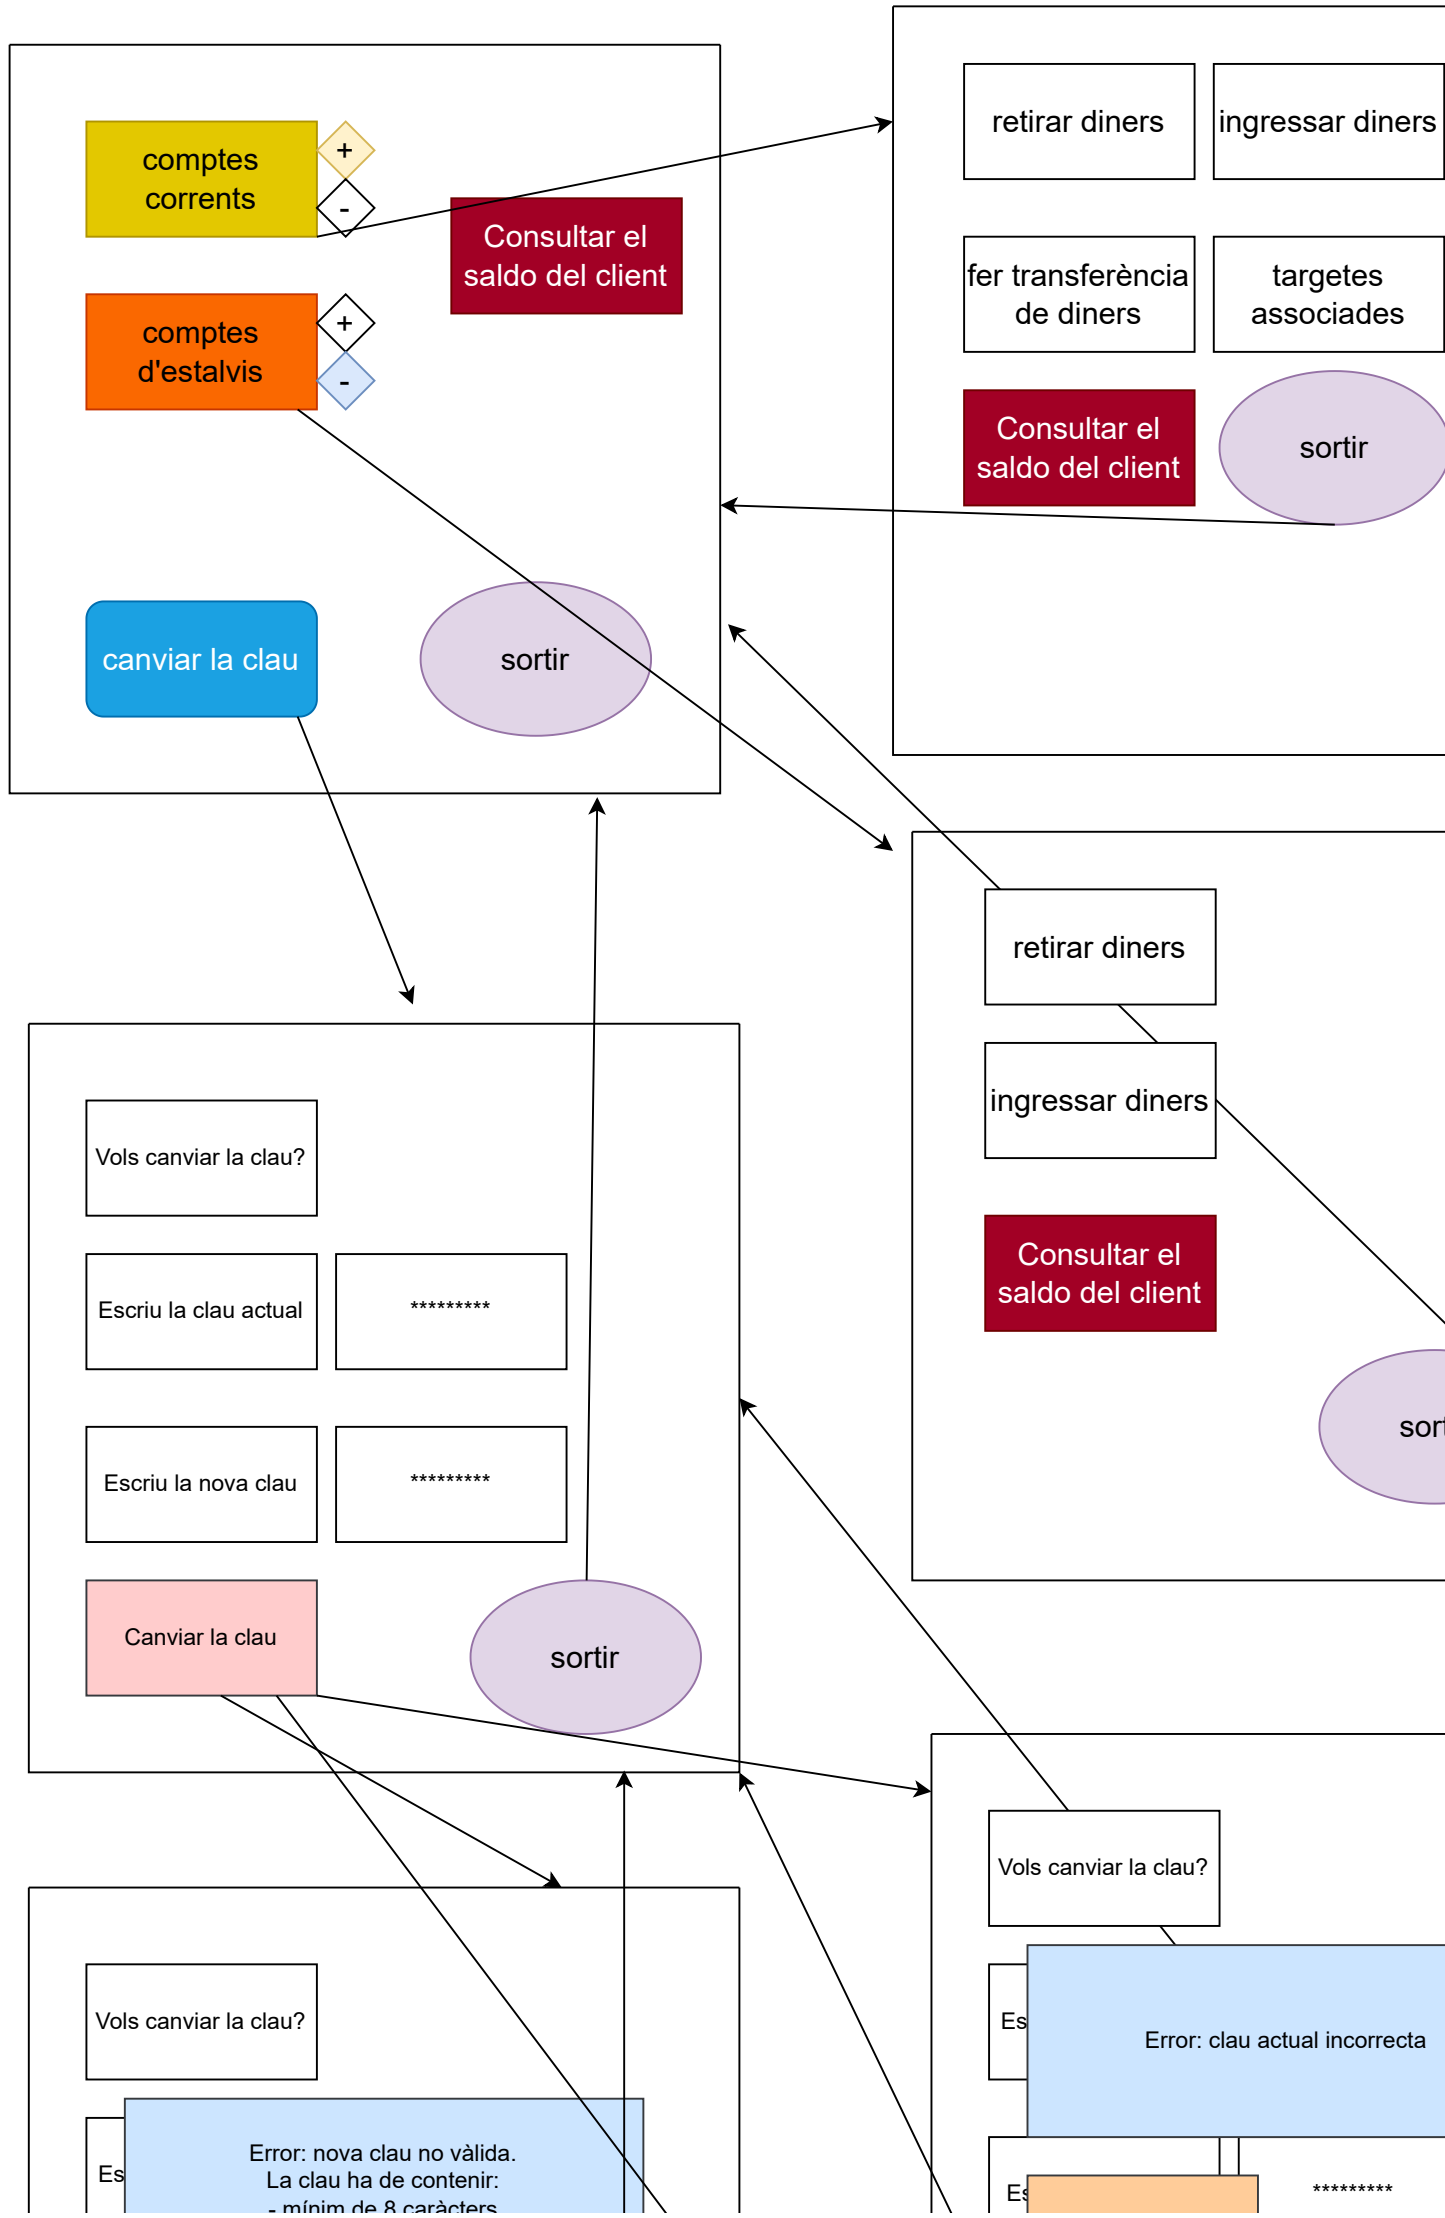 comptes
corrents
+
-
Consultar el
saldo del client
comptes
d'estalvis
+
-
canviar la clau
sortir
retirar diners
ingressar diners
fer transferència
de diners
targetes
associades
Consultar el
saldo del client
sortir
retirar diners
ingressar diners
Consultar el
saldo del client
Vols canviar la clau?
Escriu la clau actual
*********
Escriu la nova clau
*********
Canviar la clau
sortir
Vols canviar la clau?
Error: clau actual incorrecta
*********
Vols canviar la clau?
Error: nova clau no vàlida.
La clau ha de contenir:
- mínim de 8 caràcters